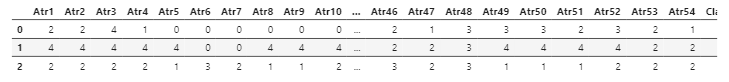 Atr1 Atr2 Atr3 Atr4 Atr5 Atr6 Atr7 Atr8 Atr9 Atr10 ... Atr46 Atr47 Atr48 Atr49 Atr50 Atr51 Atr52 Atr53 Atr54 Cla
0 2 2 4 1 0 0 0 0 0 0 ... 2 1 3 3 3 2 3 2 1
1 4 4 4 4 4 0 0 4 4 4 ... 2 2 3 4 4 4 4 2 2
2 2 2 2 2 1 3 2 1 1 2 ... 3 2 3 1 1 1 2 2 2